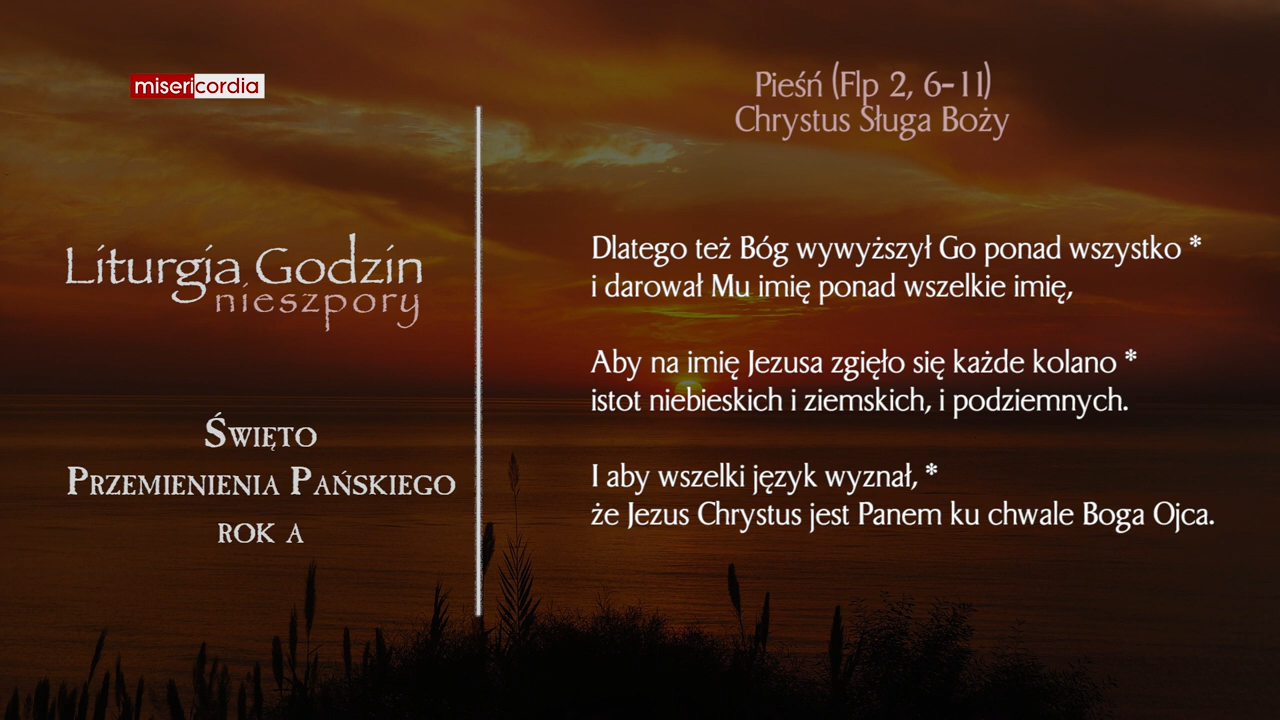 misericordia
Liturgia Godzin
nieszpory
Święto
Przemienienia Pańskiego
rok A
Pieśń (Flp 2, 6-11)
Chrystus Sługa Boży
Dlatego też Bóg wywyższył Go ponad wszystko *
i darował Mu imię ponad wszelkie imię,
Aby na imię Jezusa zgięło się każde kolano *
istot niebieskich i ziemskich, i podziemnych.
I aby wszelki język wyznał, *
że Jezus Chrystus jest Panem ku chwale Boga Ojca.